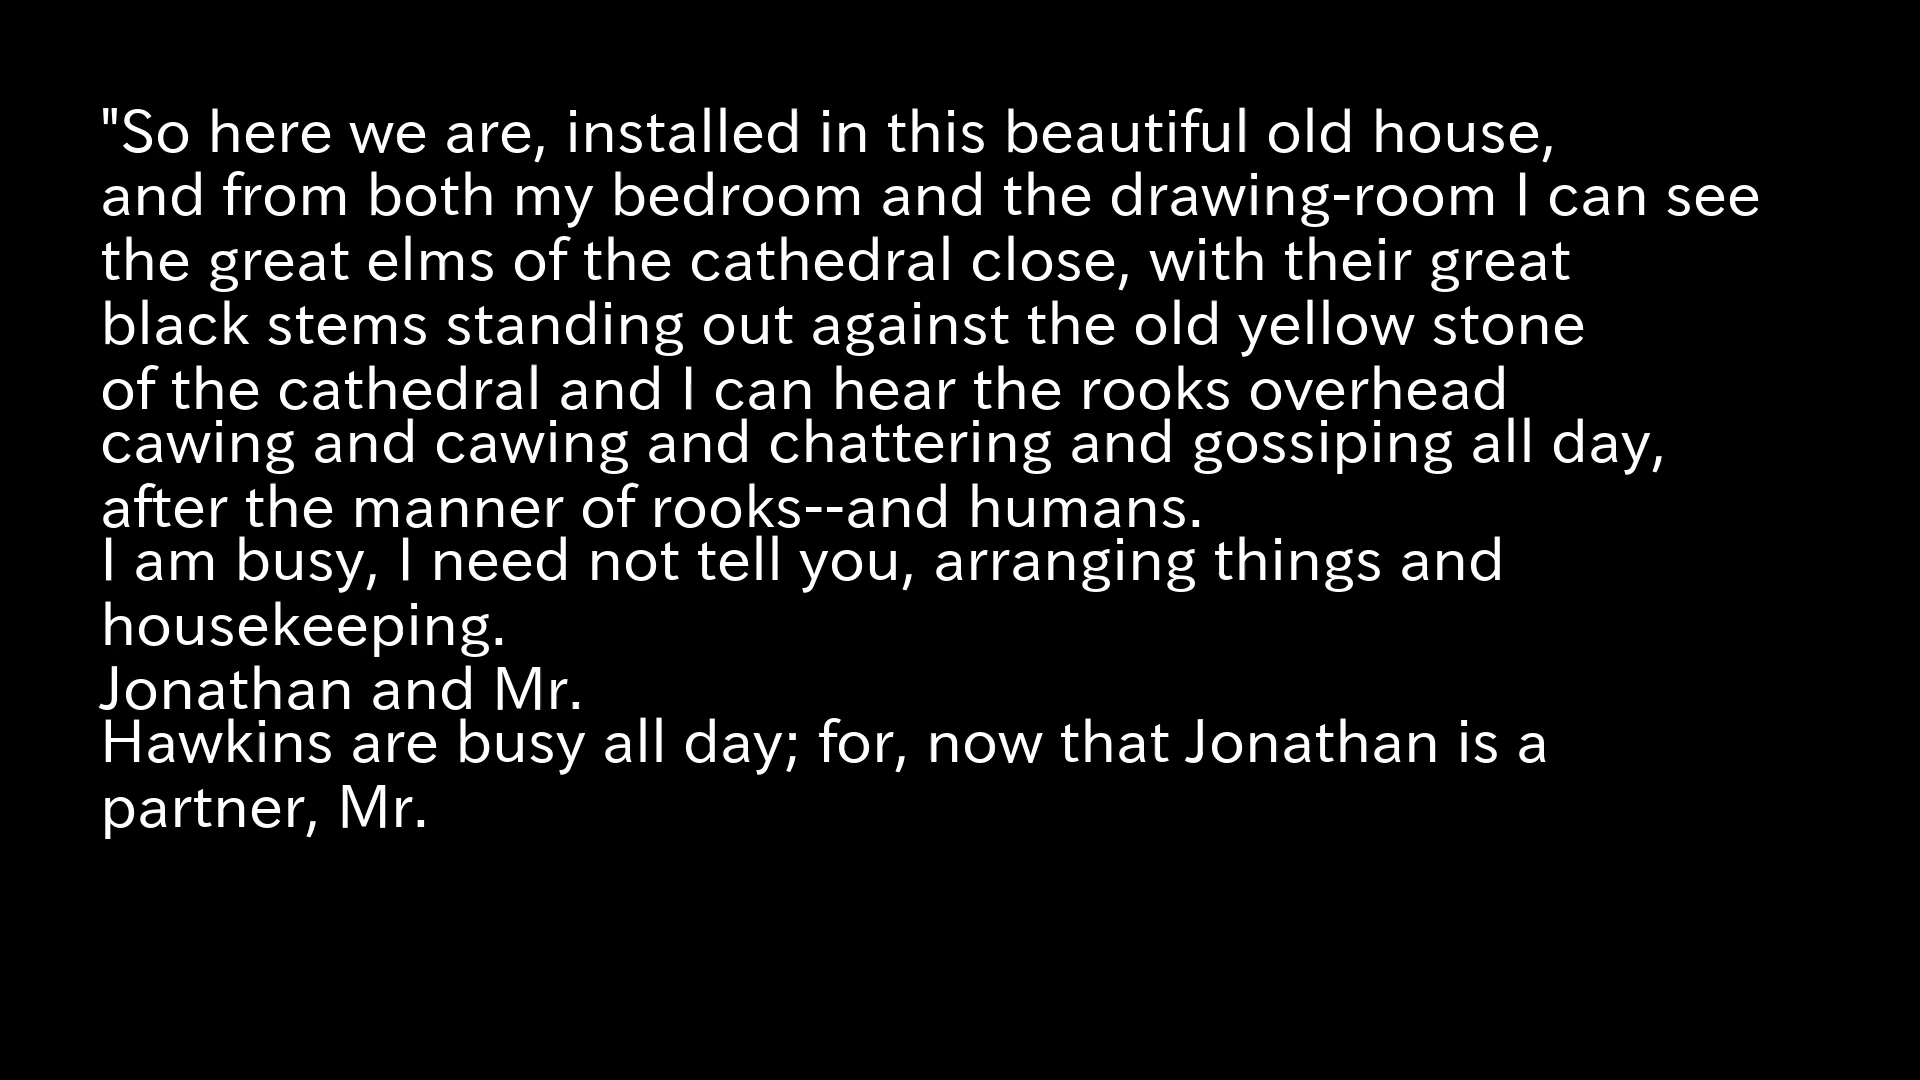 "So here we are, installed in this beautiful old house,
and from both my bedroom and the drawing-room I can see
the great elms of the cathedral close, with their great
black stems standing out against the old yellow stone
of the cathedral and I can hear the rooks overhead
cawing and cawing and chattering and gossiping all day,
after the manner of rooks--and humans.
I am busy, I need not tell you, arranging things and
housekeeping.
Jonathan and Mr.
Hawkins are busy all day; for, now that Jonathan is a
partner, Mr.